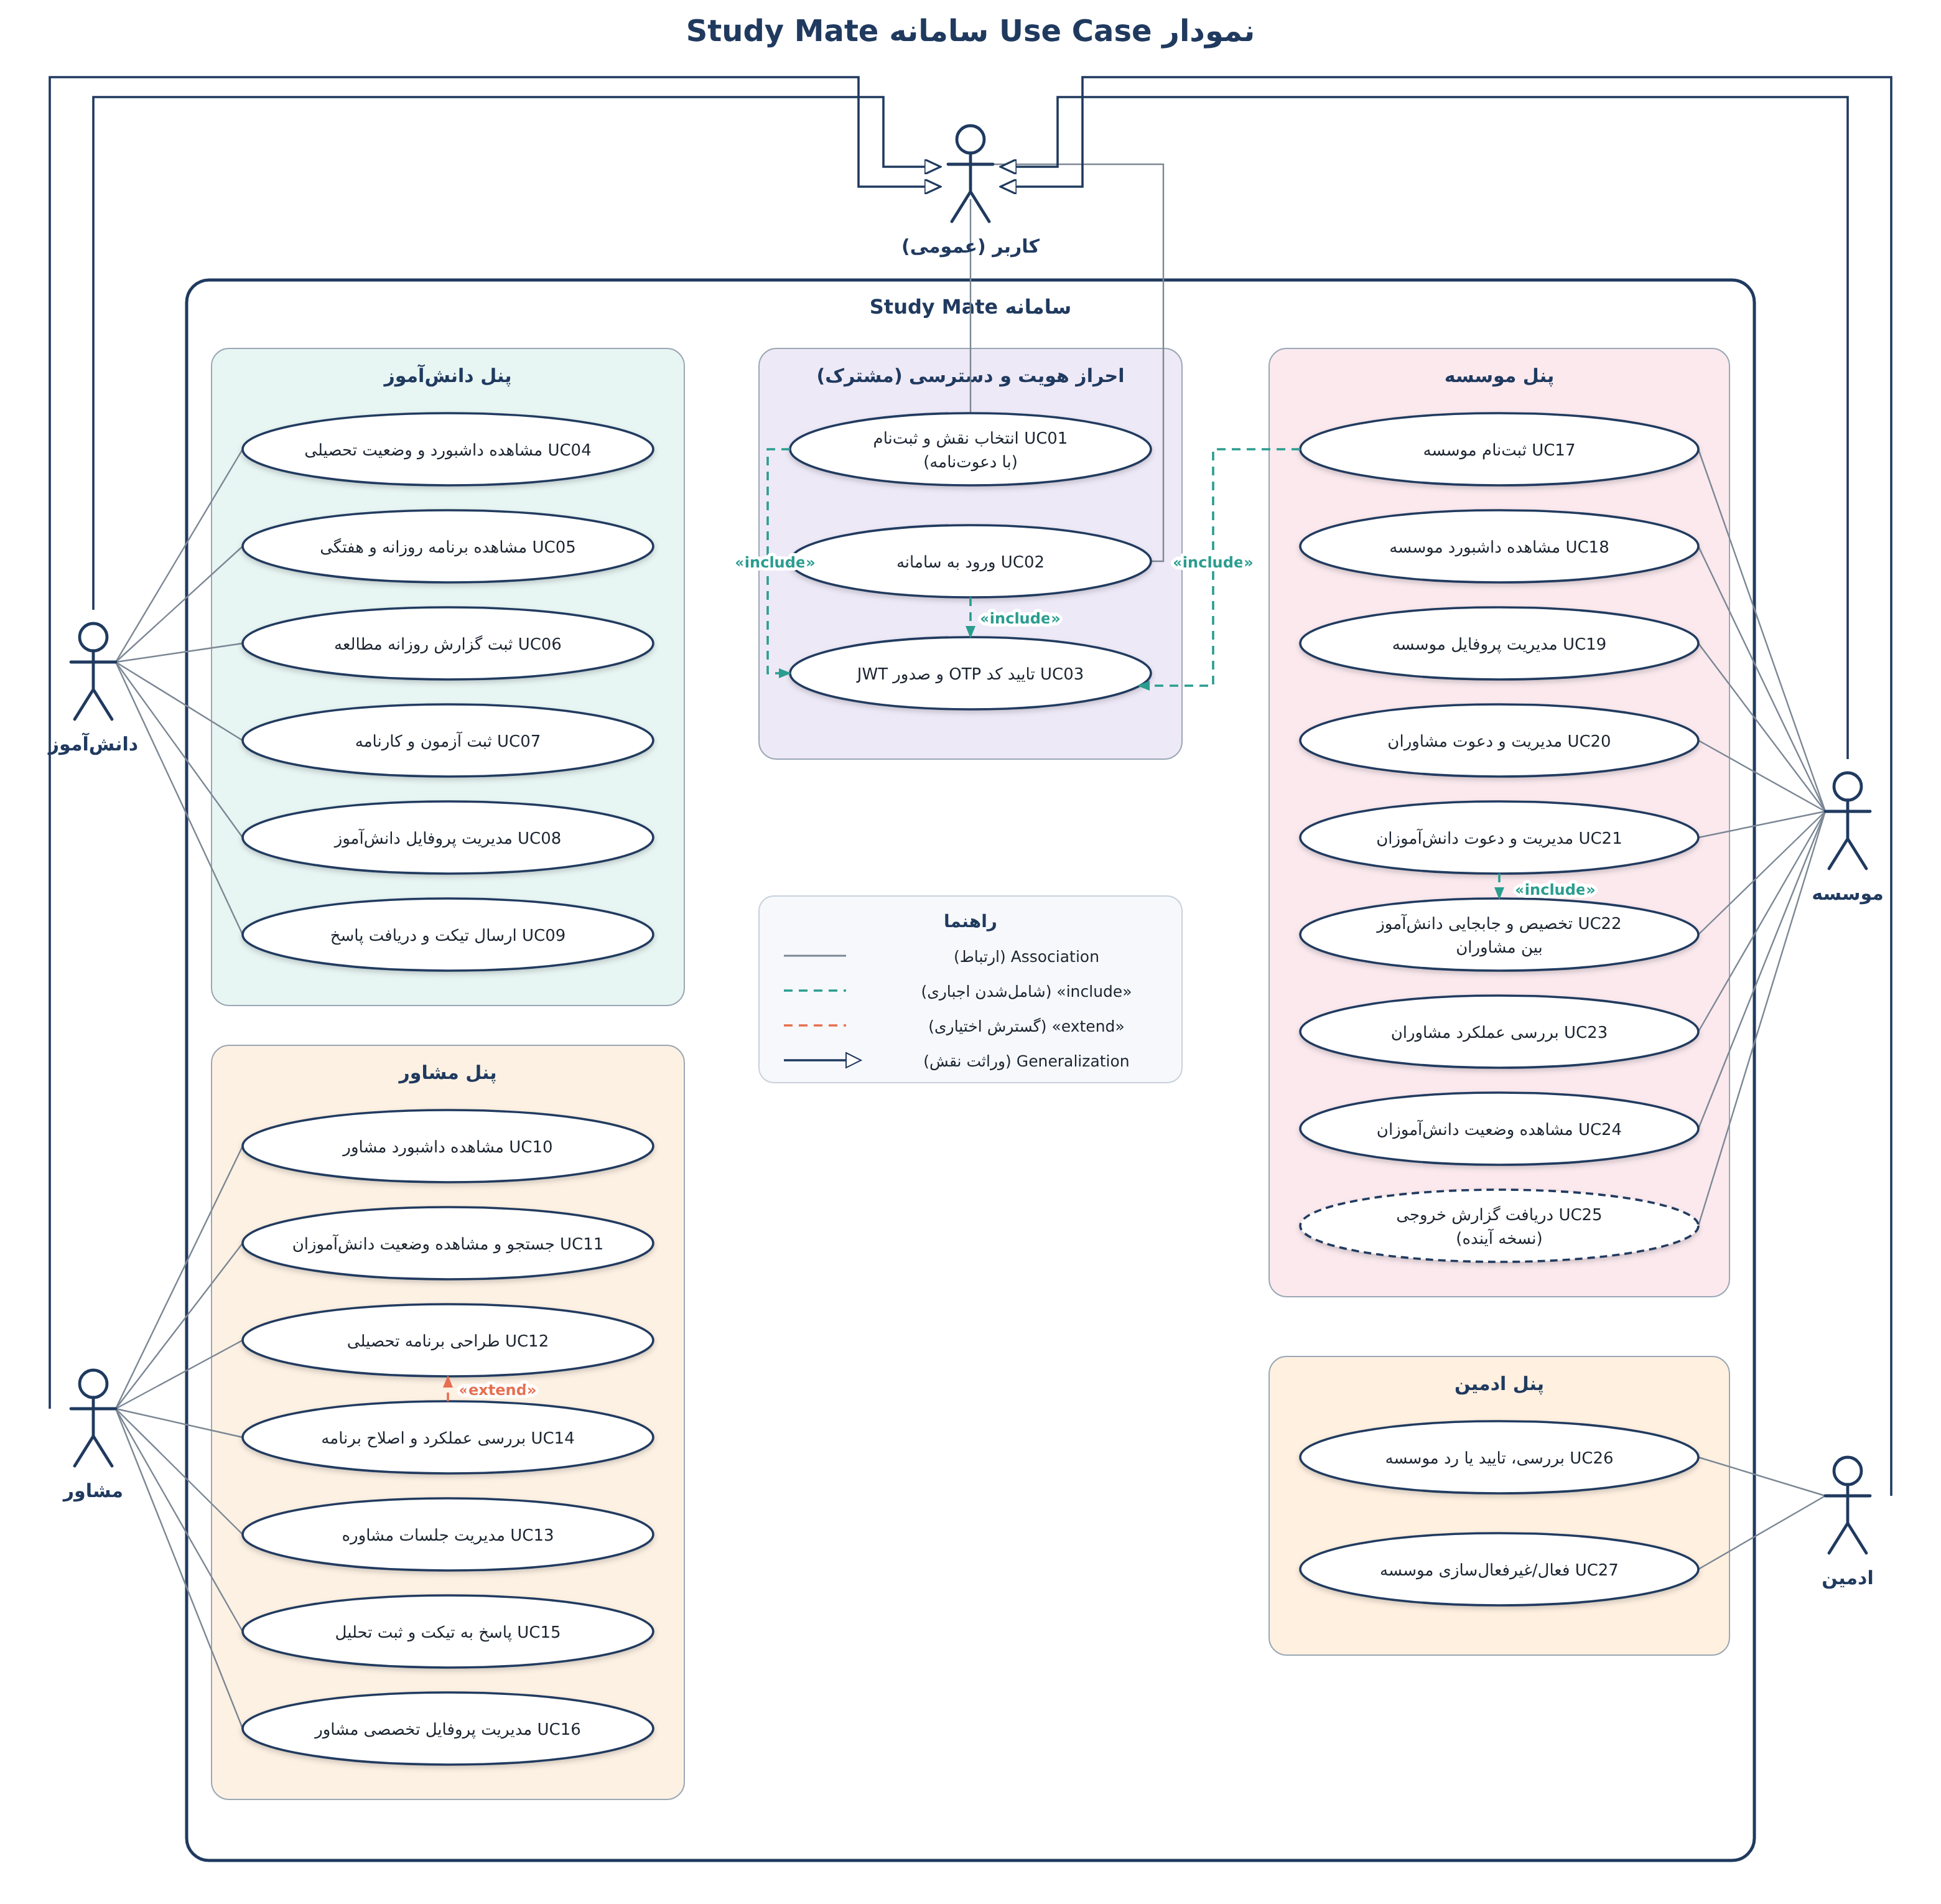 نمودار Use Case سامانه Study Mate
کاربر (عمومی)
سامانه Study Mate
پنل دانش‌آموز
UC04 مشاهده داشبورد و وضعیت تحصیلی
UC05 مشاهده برنامه روزانه و هفتگی
UC06 ثبت گزارش روزانه مطالعه
UC07 ثبت آزمون و کارنامه
UC08 مدیریت پروفایل دانش‌آموز
UC09 ارسال تیکت و دریافت پاسخ
دانش‌آموز
احراز هویت و دسترسی (مشترک)
UC01 انتخاب نقش و ثبت‌نام
(با دعوت‌نامه)
«include»
UC02 ورود به سامانه
«include»
«include»
UC03 تایید کد OTP و صدور JWT
پنل موسسه
UC17 ثبت‌نام موسسه
UC18 مشاهده داشبورد موسسه
UC19 مدیریت پروفایل موسسه
UC20 مدیریت و دعوت مشاوران
UC21 مدیریت و دعوت دانش‌آموزان
«include»
UC22 تخصیص و جابجایی دانش‌آموز
بین مشاوران
UC23 بررسی عملکرد مشاوران
UC24 مشاهده وضعیت دانش‌آموزان
UC25 دریافت گزارش خروجی
(نسخه آینده)
موسسه
راهنما
Association (ارتباط)
«include» (شامل‌شدن اجباری)
«extend» (گسترش اختیاری)
Generalization (وراثت نقش)
پنل مشاور
UC10 مشاهده داشبورد مشاور
UC11 جستجو و مشاهده وضعیت دانش‌آموزان
UC12 طراحی برنامه تحصیلی
«extend»
UC14 بررسی عملکرد و اصلاح برنامه
UC13 مدیریت جلسات مشاوره
UC15 پاسخ به تیکت و ثبت تحلیل
UC16 مدیریت پروفایل تخصصی مشاور
مشاور
پنل ادمین
UC26 بررسی، تایید یا رد موسسه
UC27 فعال/غیرفعال‌سازی موسسه
ادمین